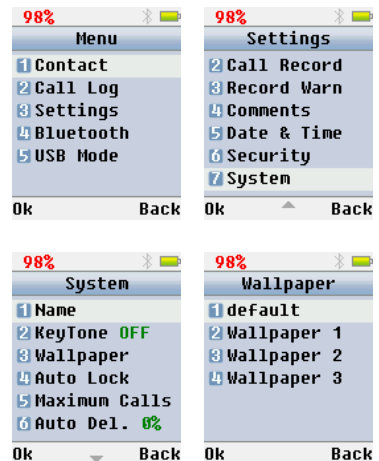 98%
Menu
1 Contact
2 Call Log
3 Settings
4 Bluetooth
5 USB Mode
Ok Back
98%
Settings
2 Call Record
3 Record Warn
4 Comments
5 Date & Time
6 Security
7 System
Ok Back
98%
System
1 Name
2 KeyTone OFF
3 Wallpaper
4 Auto Lock
5 Maximum Calls
6 Auto Del. 0%
Ok Back
98%
Wallpaper
1 default
2 Wallpaper 1
3 Wallpaper 2
4 Wallpaper 3
Ok Back